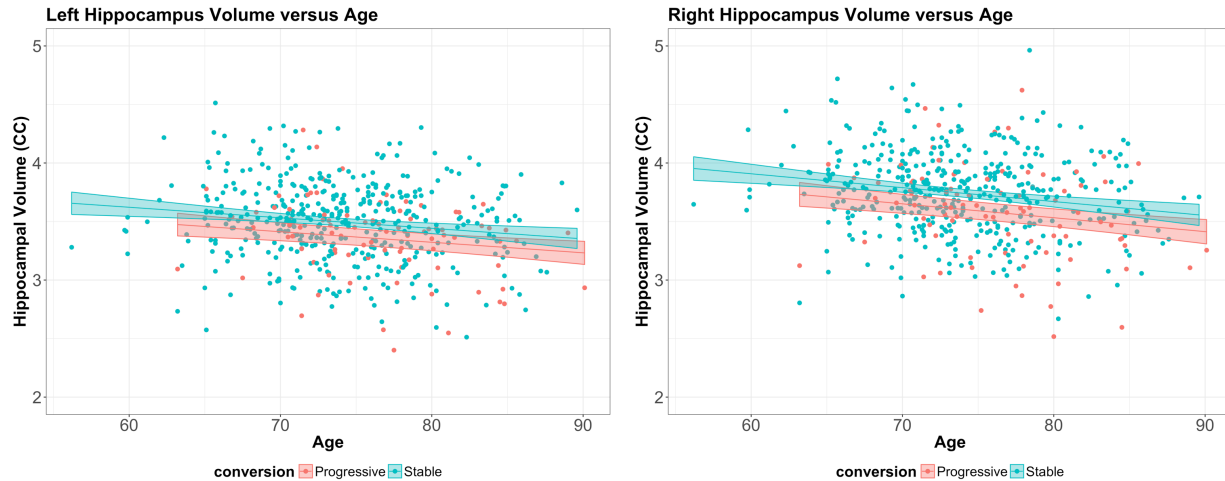 Left Hippocampus Volume versus Age
Hippocampal Volume (CC)
5
4
3
2
60 70 80 90
Age
conversion Progressive Stable
Right Hippocampus Volume versus Age
Hippocampal Volume (CC)
5
4
3
2
60 70 80 90
Age
conversion Progressive Stable